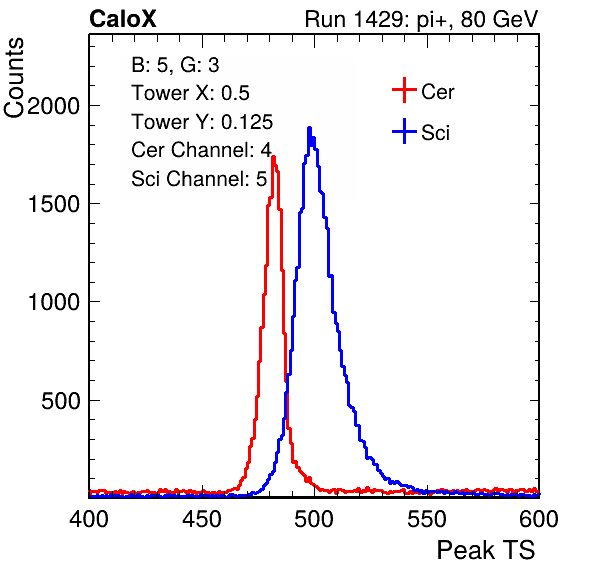 CaloX Run 1429: pi+, 80 GeV
Counts
B: 5, G: 3
Tower X: 0.5
Tower Y: 0.125
Cer Channel: 4
Sci Channel: 5
Cer
Sci
2000
1500
1000
500
400 450 500 550 600
Peak TS